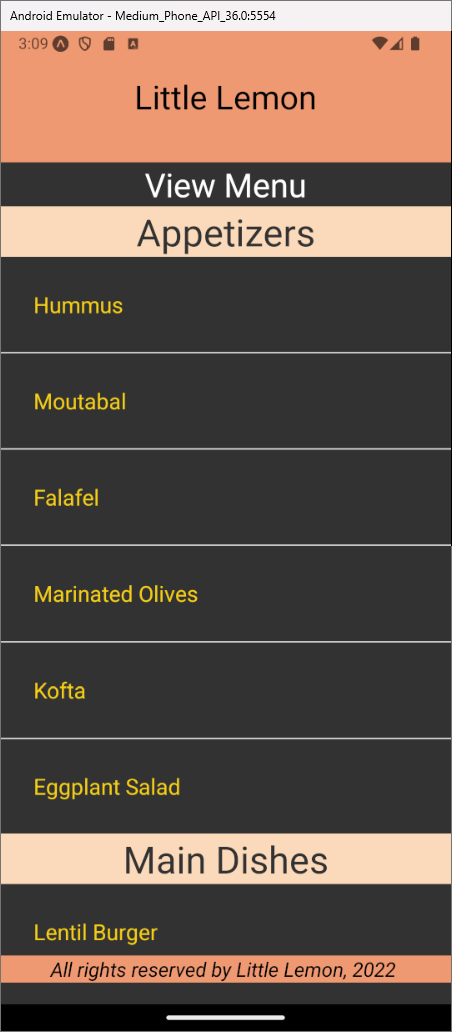 Android Emulator - Medium_Phone_API_36.0:5554
3:09
Little Lemon
View Menu
Appetizers
Hummus
Moutabal
Falafel
Marinated Olives
Kofta
Eggplant Salad
Main Dishes
Lentil Burger
All rights reserved by Little Lemon, 2022